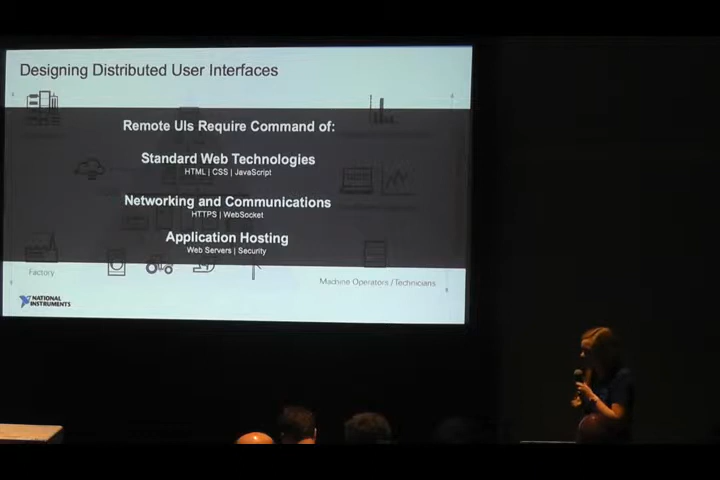 Designing Distributed User Interfaces
Remote UIs Require Command of:
Standard Web Technologies
HTML | CSS | JavaScript
Networking and Communications
HTTPS | WebSocket
Application Hosting
Web Servers | Security
Factory
Machine Operators / Technicians
NATIONAL
INSTRUMENTS